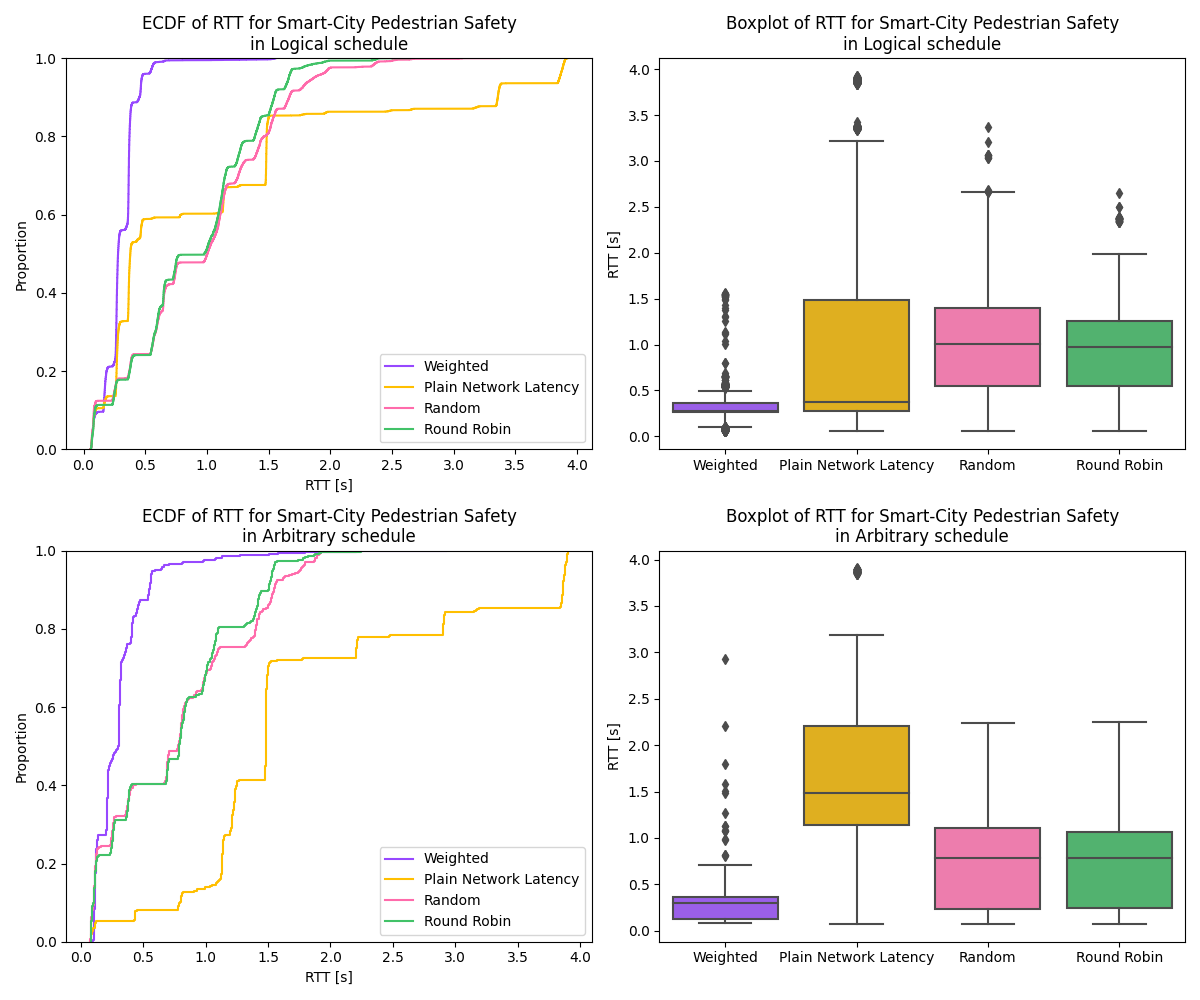 ECDF of RTT for Smart-City Pedestrian Safety
in Logical schedule
Proportion
1.0
0.8
0.6
0.4
0.2
0.0
Weighted
Plain Network Latency
Random
Round Robin
0.0 0.5 1.0 1.5 2.0 2.5 3.0 3.5 4.0
RTT [s]
Boxplot of RTT for Smart-City Pedestrian Safety
in Logical schedule
RTT [s]
4.0
3.5
3.0
2.5
2.0
1.5
1.0
0.5
0.0
Weighted Plain Network Latency Random Round Robin
ECDF of RTT for Smart-City Pedestrian Safety
in Arbitrary schedule
Proportion
1.0
0.8
0.6
0.4
0.2
0.0
Weighted
Plain Network Latency
Random
Round Robin
0.0 0.5 1.0 1.5 2.0 2.5 3.0 3.5 4.0
RTT [s]
Boxplot of RTT for Smart-City Pedestrian Safety
in Arbitrary schedule
RTT [s]
4.0
3.5
3.0
2.5
2.0
1.5
1.0
0.5
0.0
Weighted Plain Network Latency Random Round Robin